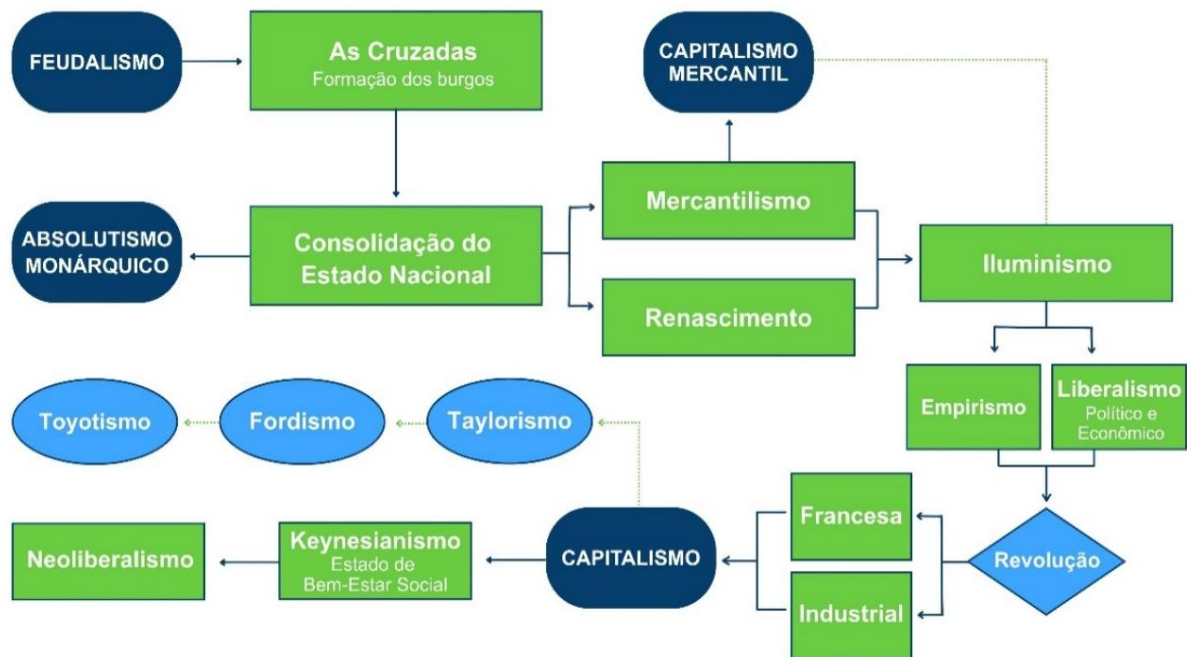 FEUDALISMO
As Cruzadas
Formação dos burgos
CAPITALISMO
MERCANTIL
ABSOLUTISMO
MONÁRQUICO
Consolidação do
Estado Nacional
Mercantilismo
Renascimento
Iluminismo
Empirismo
Liberalismo
Político e
Econômico
Revolução
Francesa
Industrial
CAPITALISMO
Taylorismo
Fordismo
Toyotismo
Keynesianismo
Estado de
Bem-Estar Social
Neoliberalismo